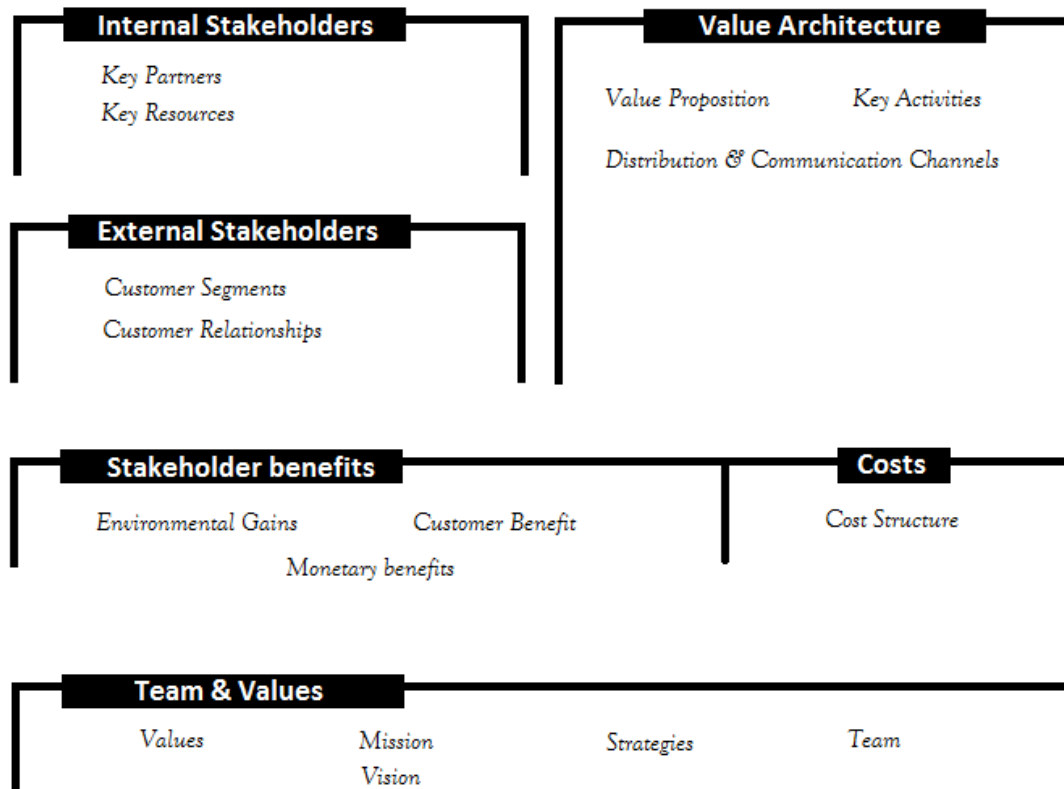 Internal Stakeholders
Key Partners
Key Resources
Value Architecture
Value Proposition Key Activities
Distribution & Communication Channels
External Stakeholders
Customer Segments
Customer Relationships
Stakeholder benefits
Environmental Gains Customer Benefit
Monetary benefits
Costs
Cost Structure
Team & Values
Values Mission Strategies Team
Vision